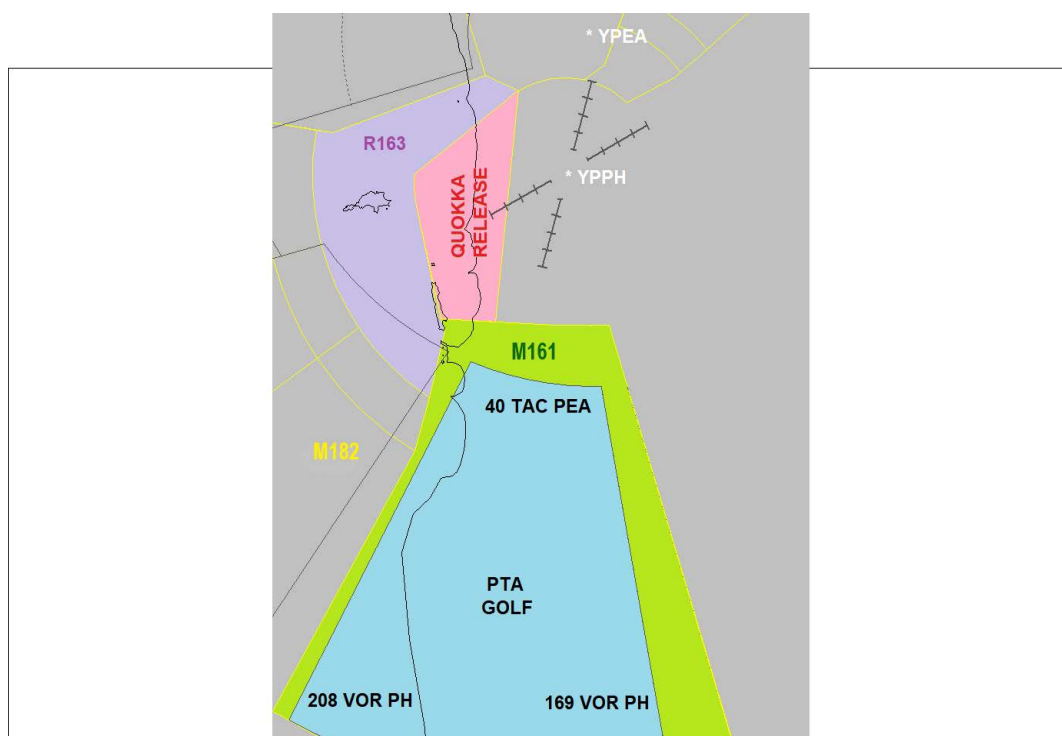 * YPEA
R163
* YPPH
QUOKKA
RELEASE
M161
40 TAC PEA
M182
PTA
GOLF
208 VOR PH
169 VOR PH